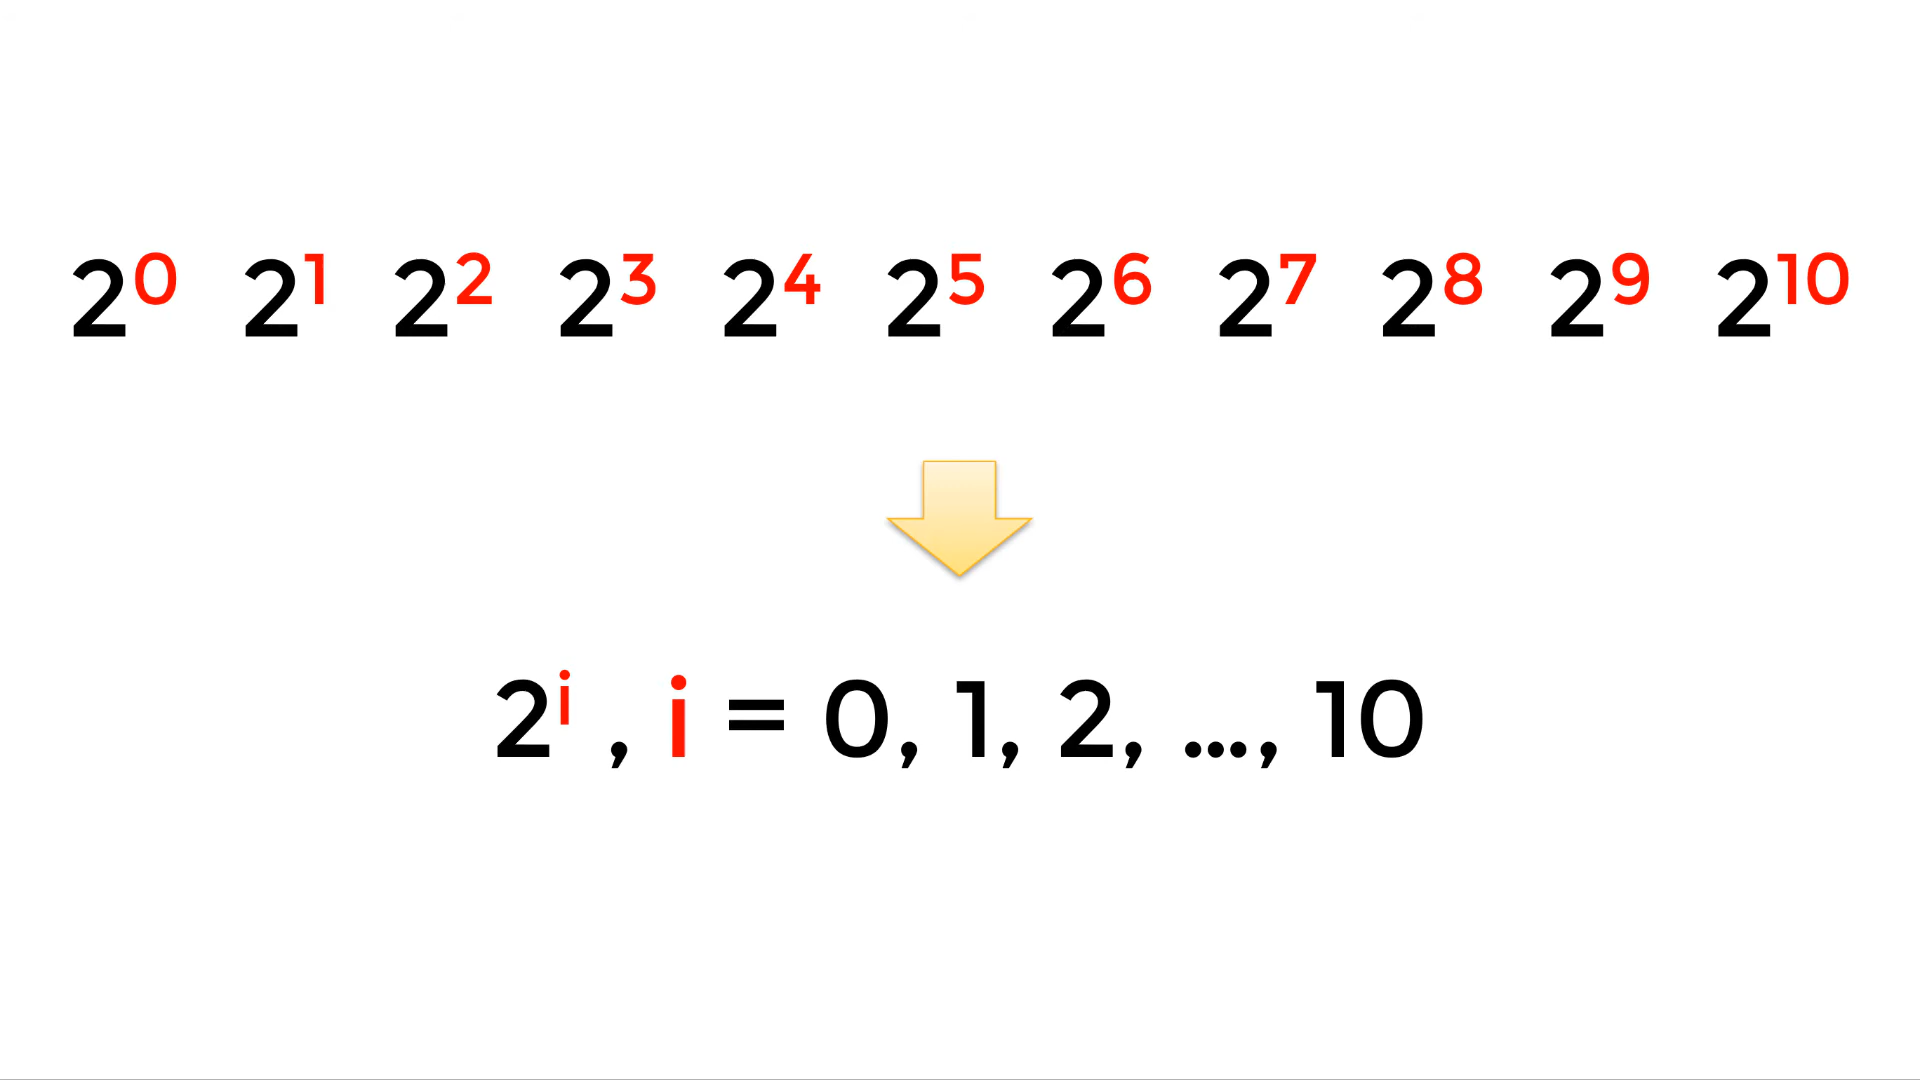 2⁰ 2¹ 2² 2³ 2⁴ 2⁵ 2⁶ 2⁷ 2⁸ 2⁹ 2¹⁰
2ⁱ , i = 0, 1, 2, ..., 10